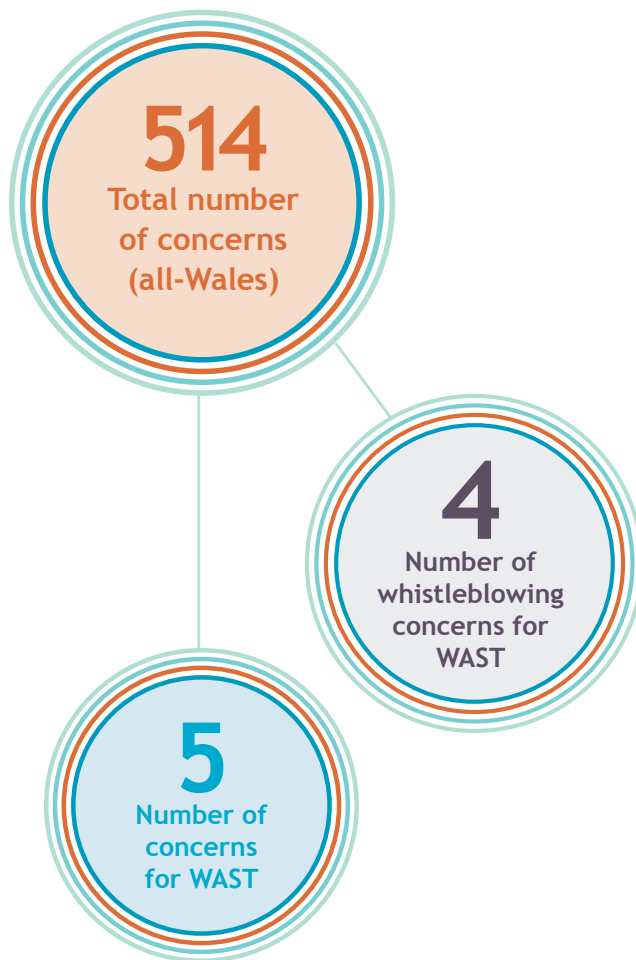 514
Total number
of concerns
(all-Wales)
4
Number of
whistleblowing
concerns for
WAST
5
Number of
concerns
for WAST